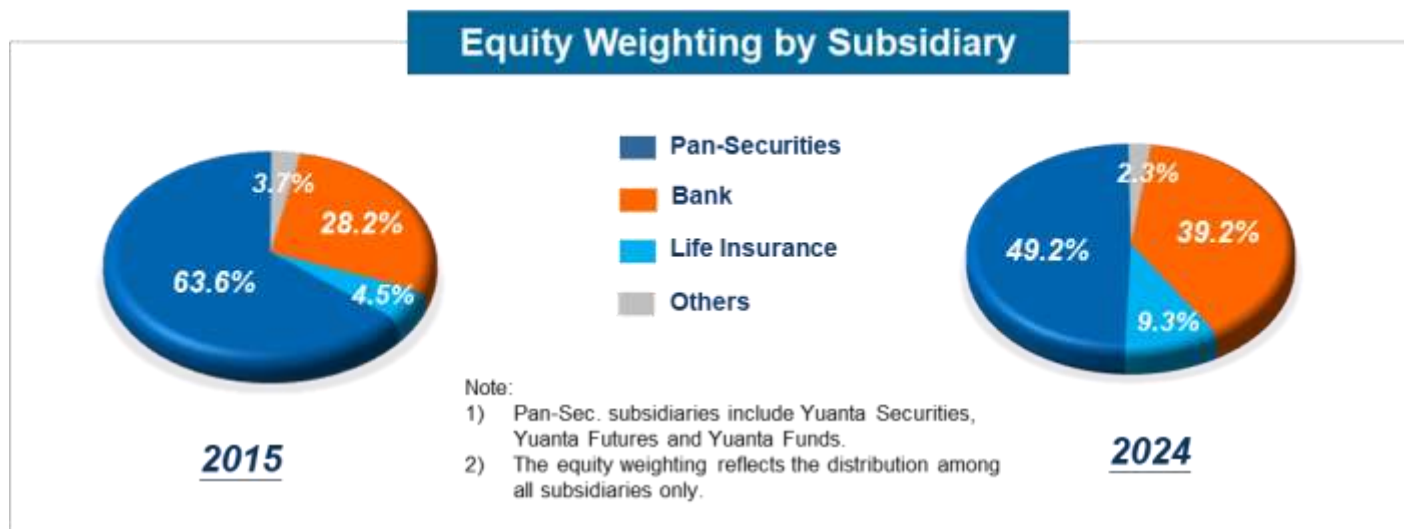 Equity Weighting by Subsidiary
3.7%
28.2%
63.6%
4.5%
2015
Pan-Securities
Bank
Life Insurance
Others
Note:
1) Pan-Sec. subsidiaries include Yuanta Securities,
Yuanta Futures and Yuanta Funds.
2) The equity weighting reflects the distribution among
all subsidiaries only.
2.3%
39.2%
49.2%
9.3%
2024